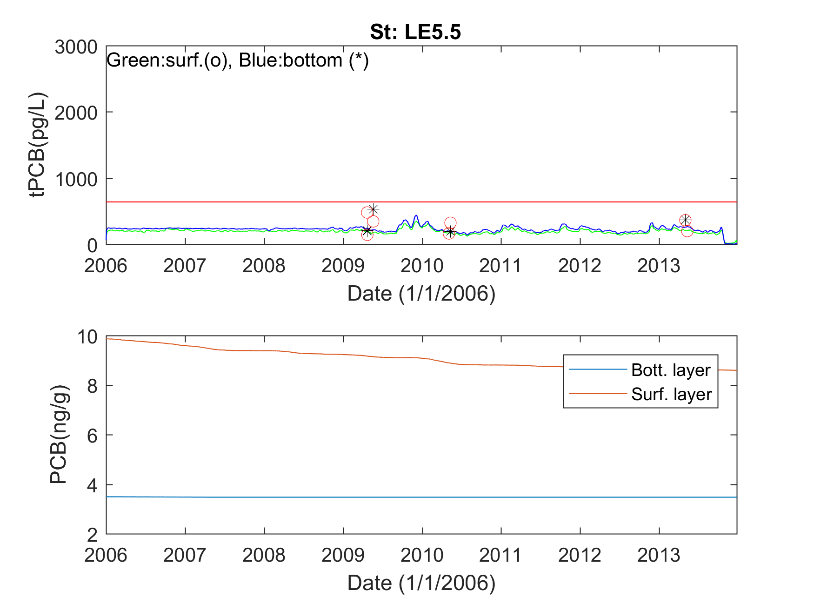 St: LE5.5
3000
Green:surf.(o), Blue:bottom (*)
2000
1000
0
tPCB(pg/L)
2006 2007 2008 2009 2010 2011 2012 2013
Date (1/1/2006)
10
8
6
4
2
PCB(ng/g)
Bott. layer
Surf. layer
2006 2007 2008 2009 2010 2011 2012 2013
Date (1/1/2006)